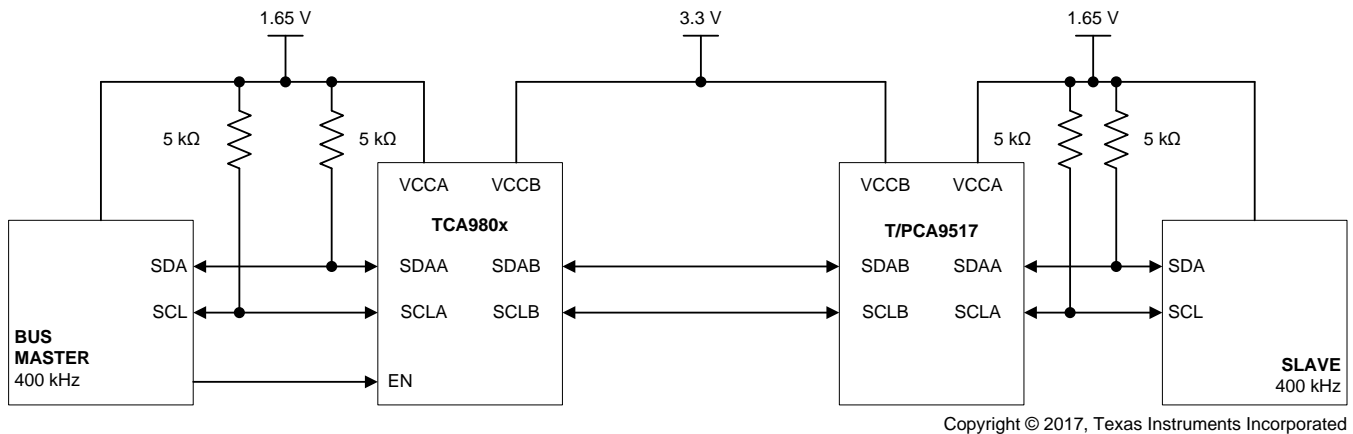 1.65 V
3.3 V
1.65 V
5 kΩ
5 kΩ
5 kΩ
5 kΩ
VCCA
VCCB
VCCB
VCCA
TCA980x
T/PCA9517
SDA
SDAA
SDAB
SDAB
SDAA
SDA
SCL
SCLA
SCLB
SCLB
SCLA
SCL
BUS
MASTER
400 kHz
EN
SLAVE
400 kHz
Copyright © 2017, Texas Instruments Incorporated